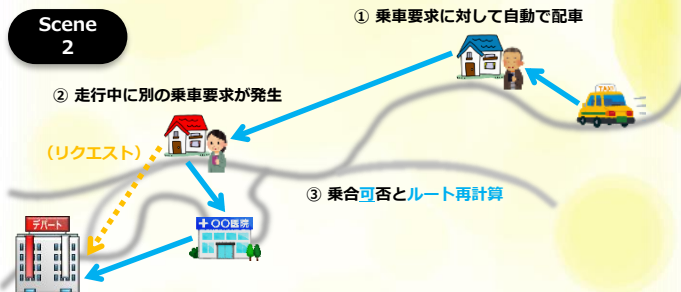 Scene
2
① 乗車要求に対して自動で配車
TAXI
② 走行中に別の乗車要求が発生
（リクエスト）
③ 乗合可否とルート再計算
デパート
〇〇医院